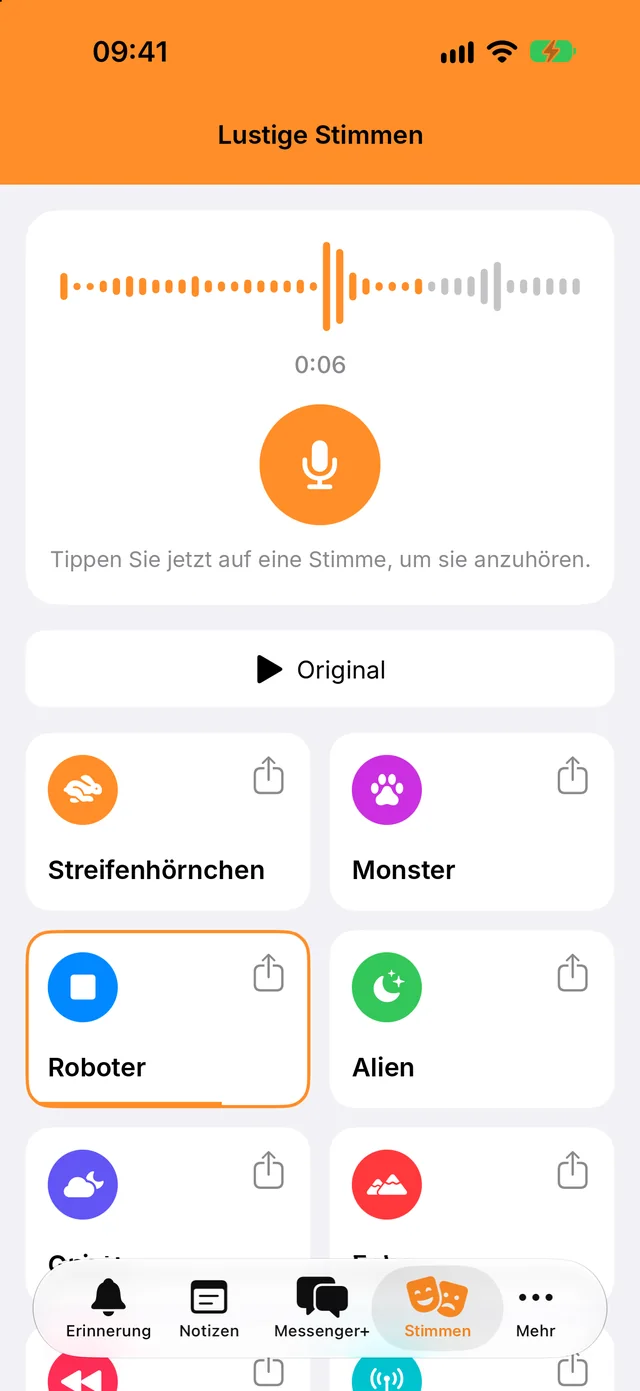 09:41
Lustige Stimmen
0:06
Tippen Sie jetzt auf eine Stimme, um sie anzuhören.
Original
Streifenhörnchen
Monster
Roboter
Alien
Erinnerung
Notizen
Messenger+
Stimmen
Mehr